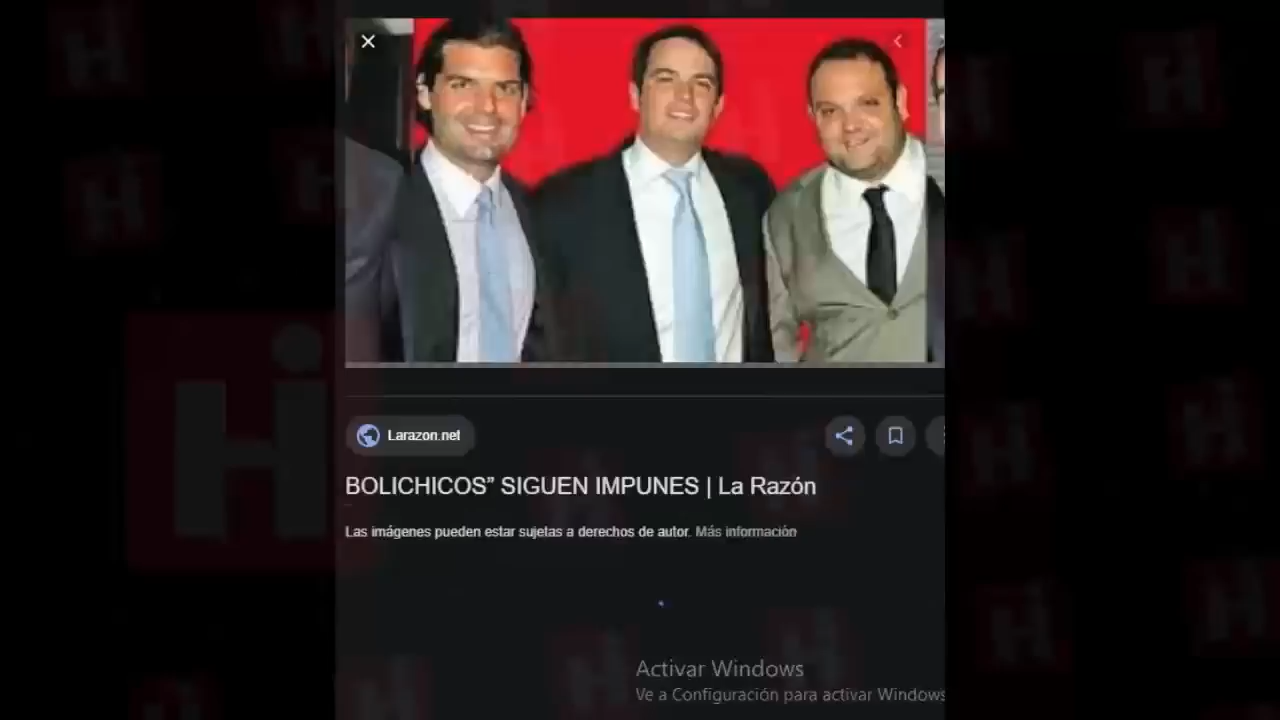 Larazon.net
BOLICHICOS” SIGUEN IMPUNES | La Razón
Las imágenes pueden estar sujetas a derechos de autor. Más información
Activar Windows
Ve a Configuración para activar Windows
Hi